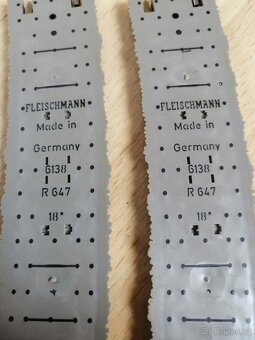 FLEISCHMANN
Made in
Germany
6138
R 647
18°
FLEISCHMANN
Made in
Germany
6138
R 647
18°